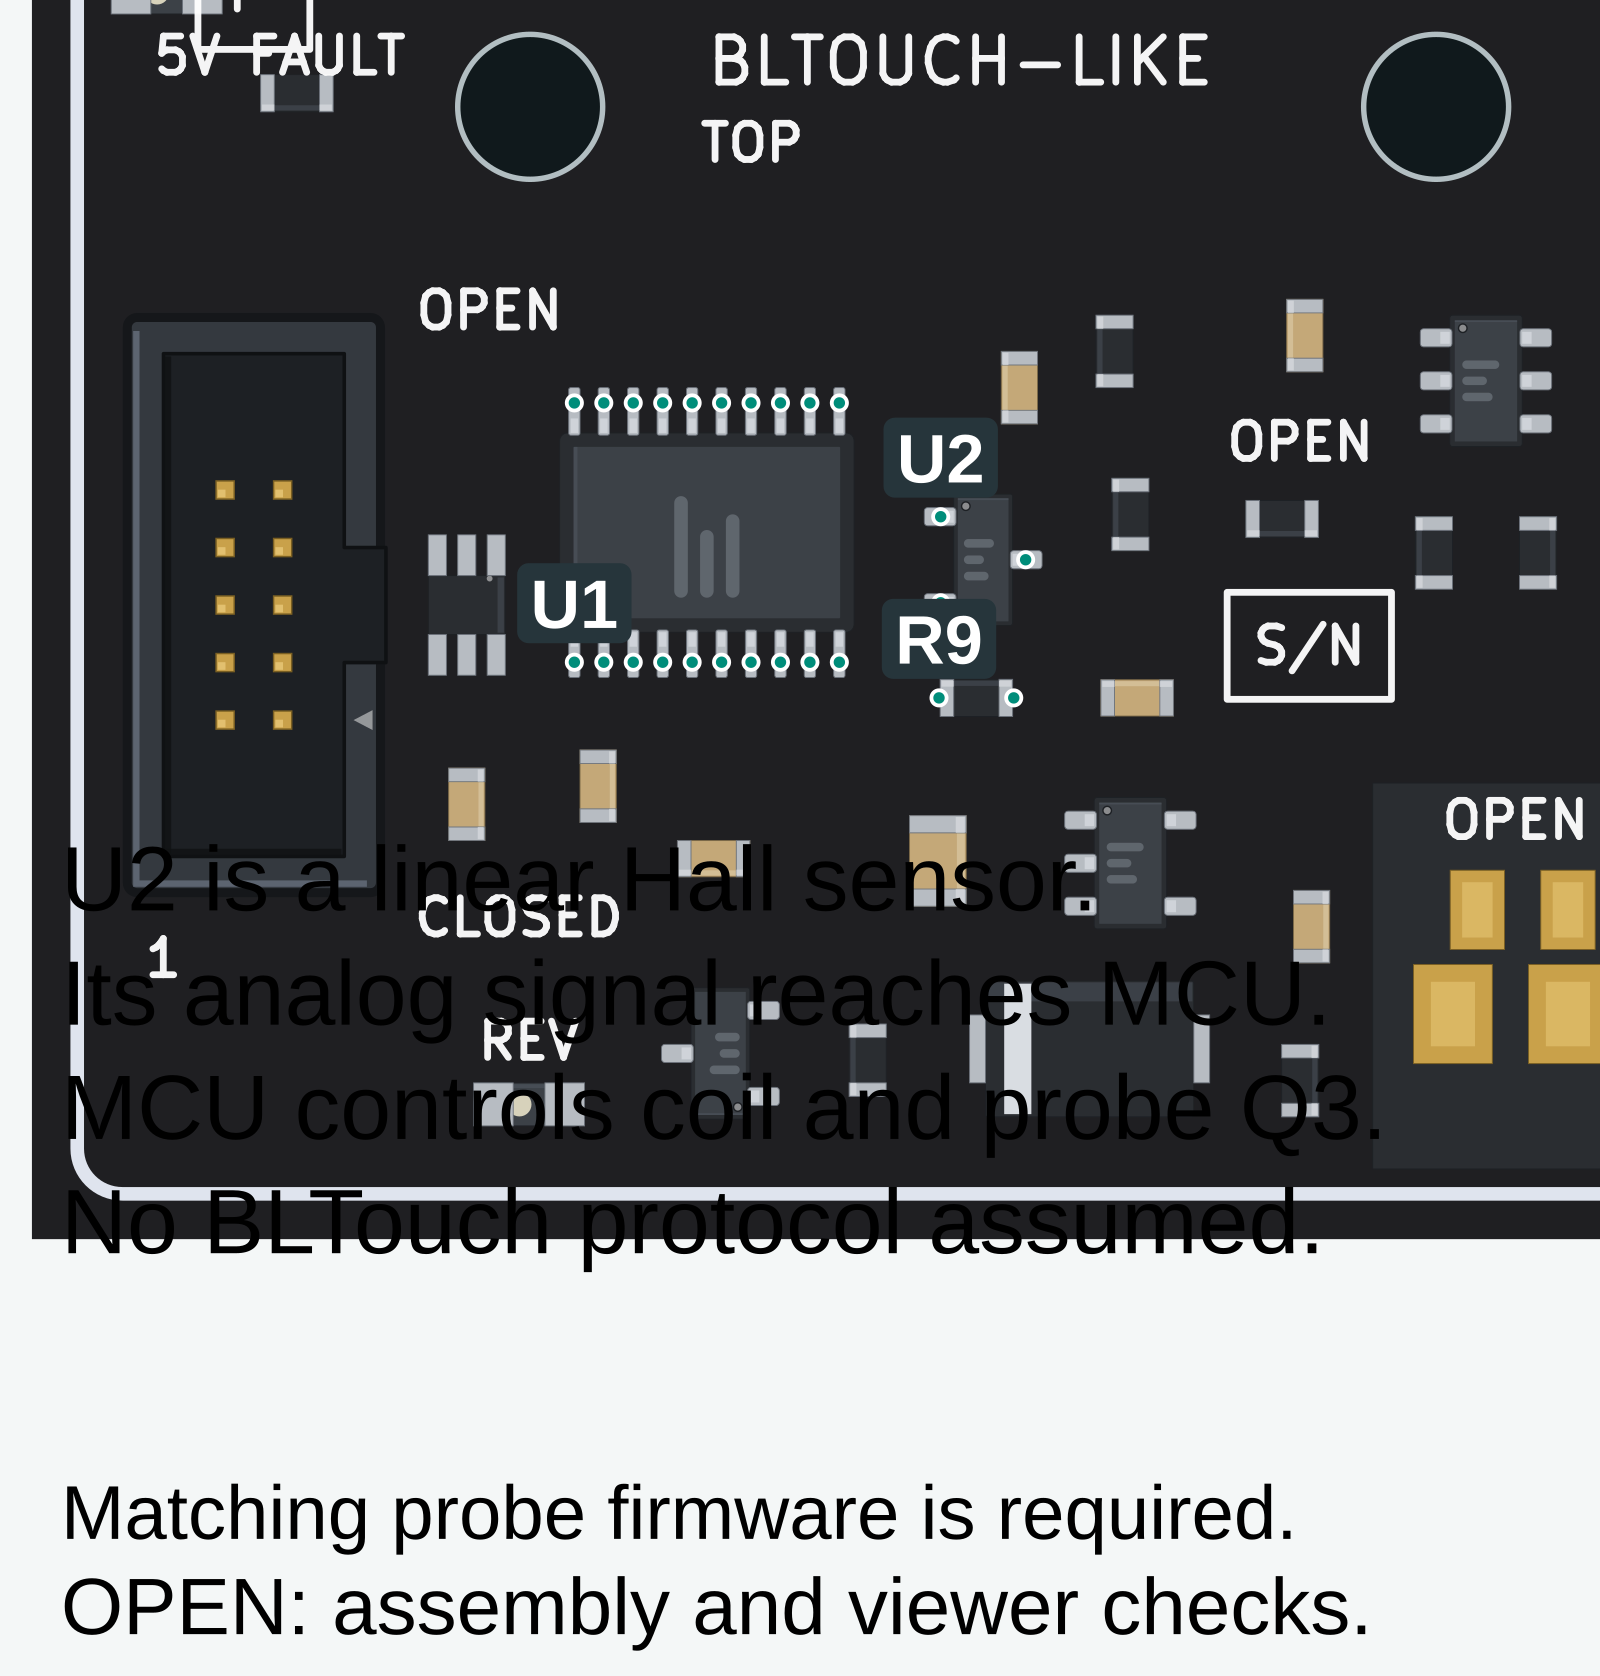 5V FAULT
BLTOUCH-LIKE
TOP
OPEN
OPEN
U2
U1
R9
S/N
OPEN
U2 is a linear Hall sensor.
CLOSED
1
Its analog signal reaches MCU.
REV
MCU controls coil and probe Q3.
No BLTouch protocol assumed.
Matching probe firmware is required.
OPEN: assembly and viewer checks.